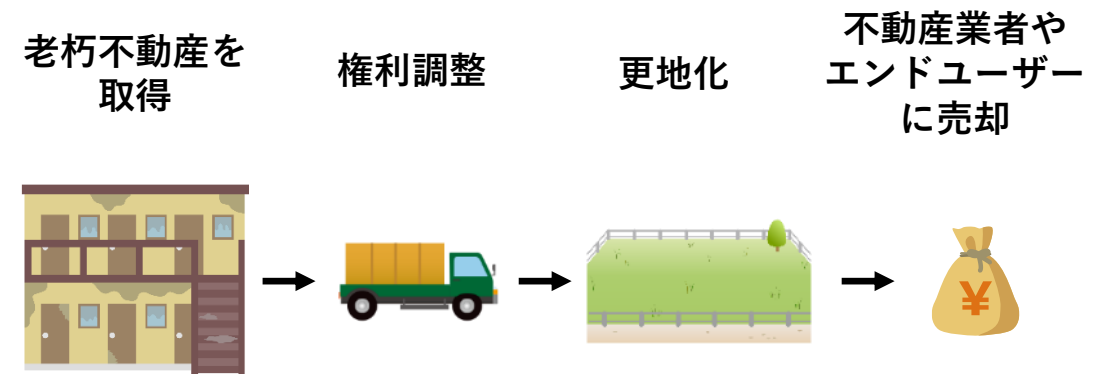 老朽不動産を
取得
権利調整
更地化
不動産業者や
エンドユーザー
に売却
¥